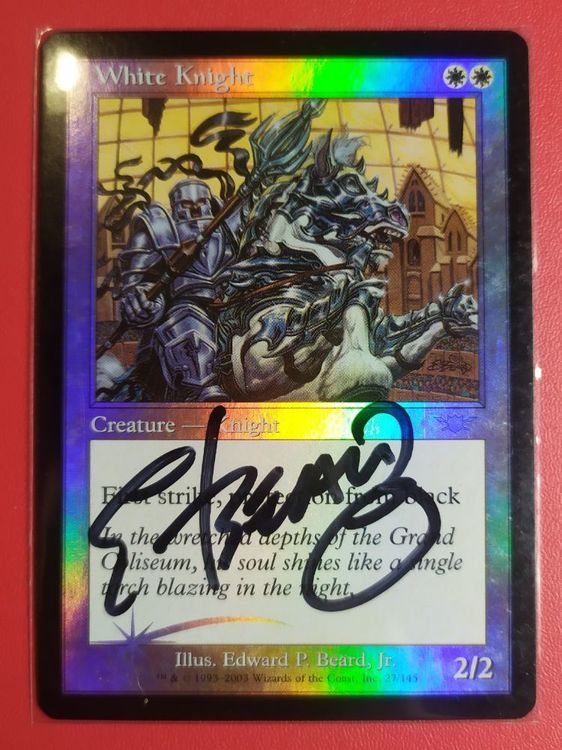 White Knight
Creature — Knight
First strike, protection from black
In the wretched depths of the Grand
Coliseum, his soul shines like a single
torch blazing in the night.
Illus. Edward P. Beard, Jr.
2/2
™ & © 1993–2003 Wizards of the Coast, Inc. 27/145